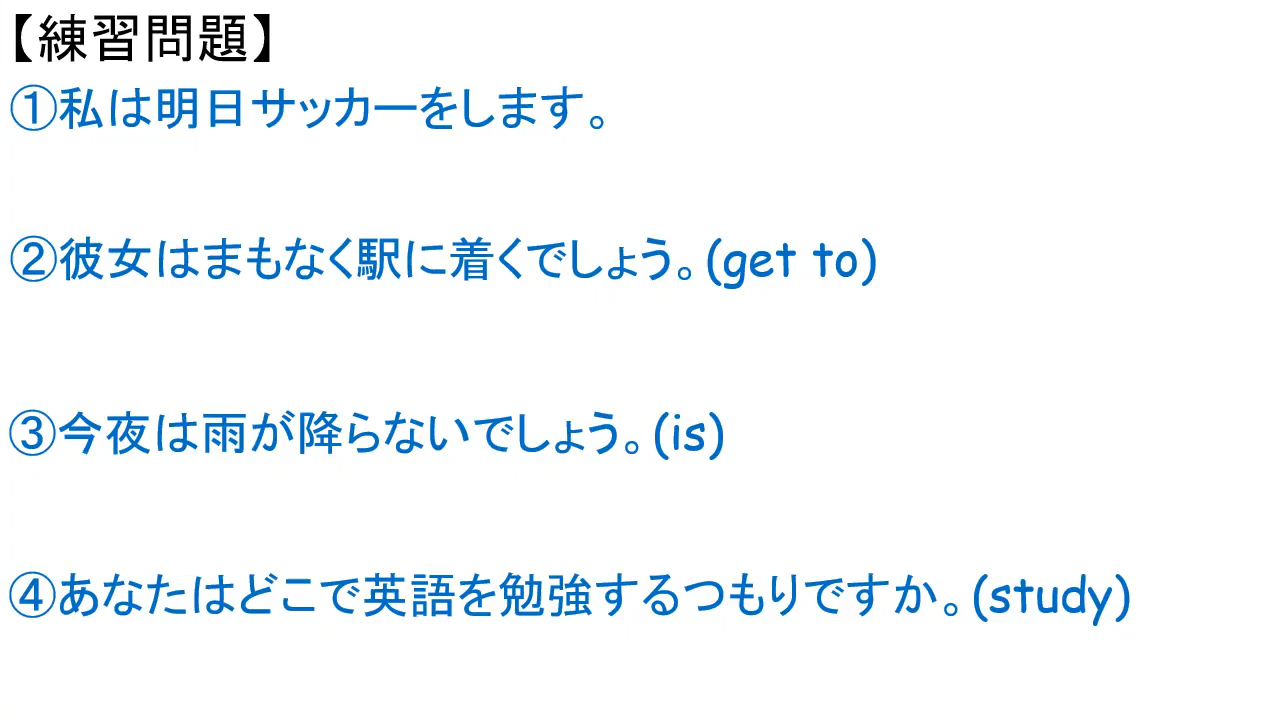 【練習問題】
①私は明日サッカーをします。
②彼女はまもなく駅に着くでしょう。(get to)
③今夜は雨が降らないでしょう。(is)
④あなたはどこで英語を勉強するつもりですか。(study)